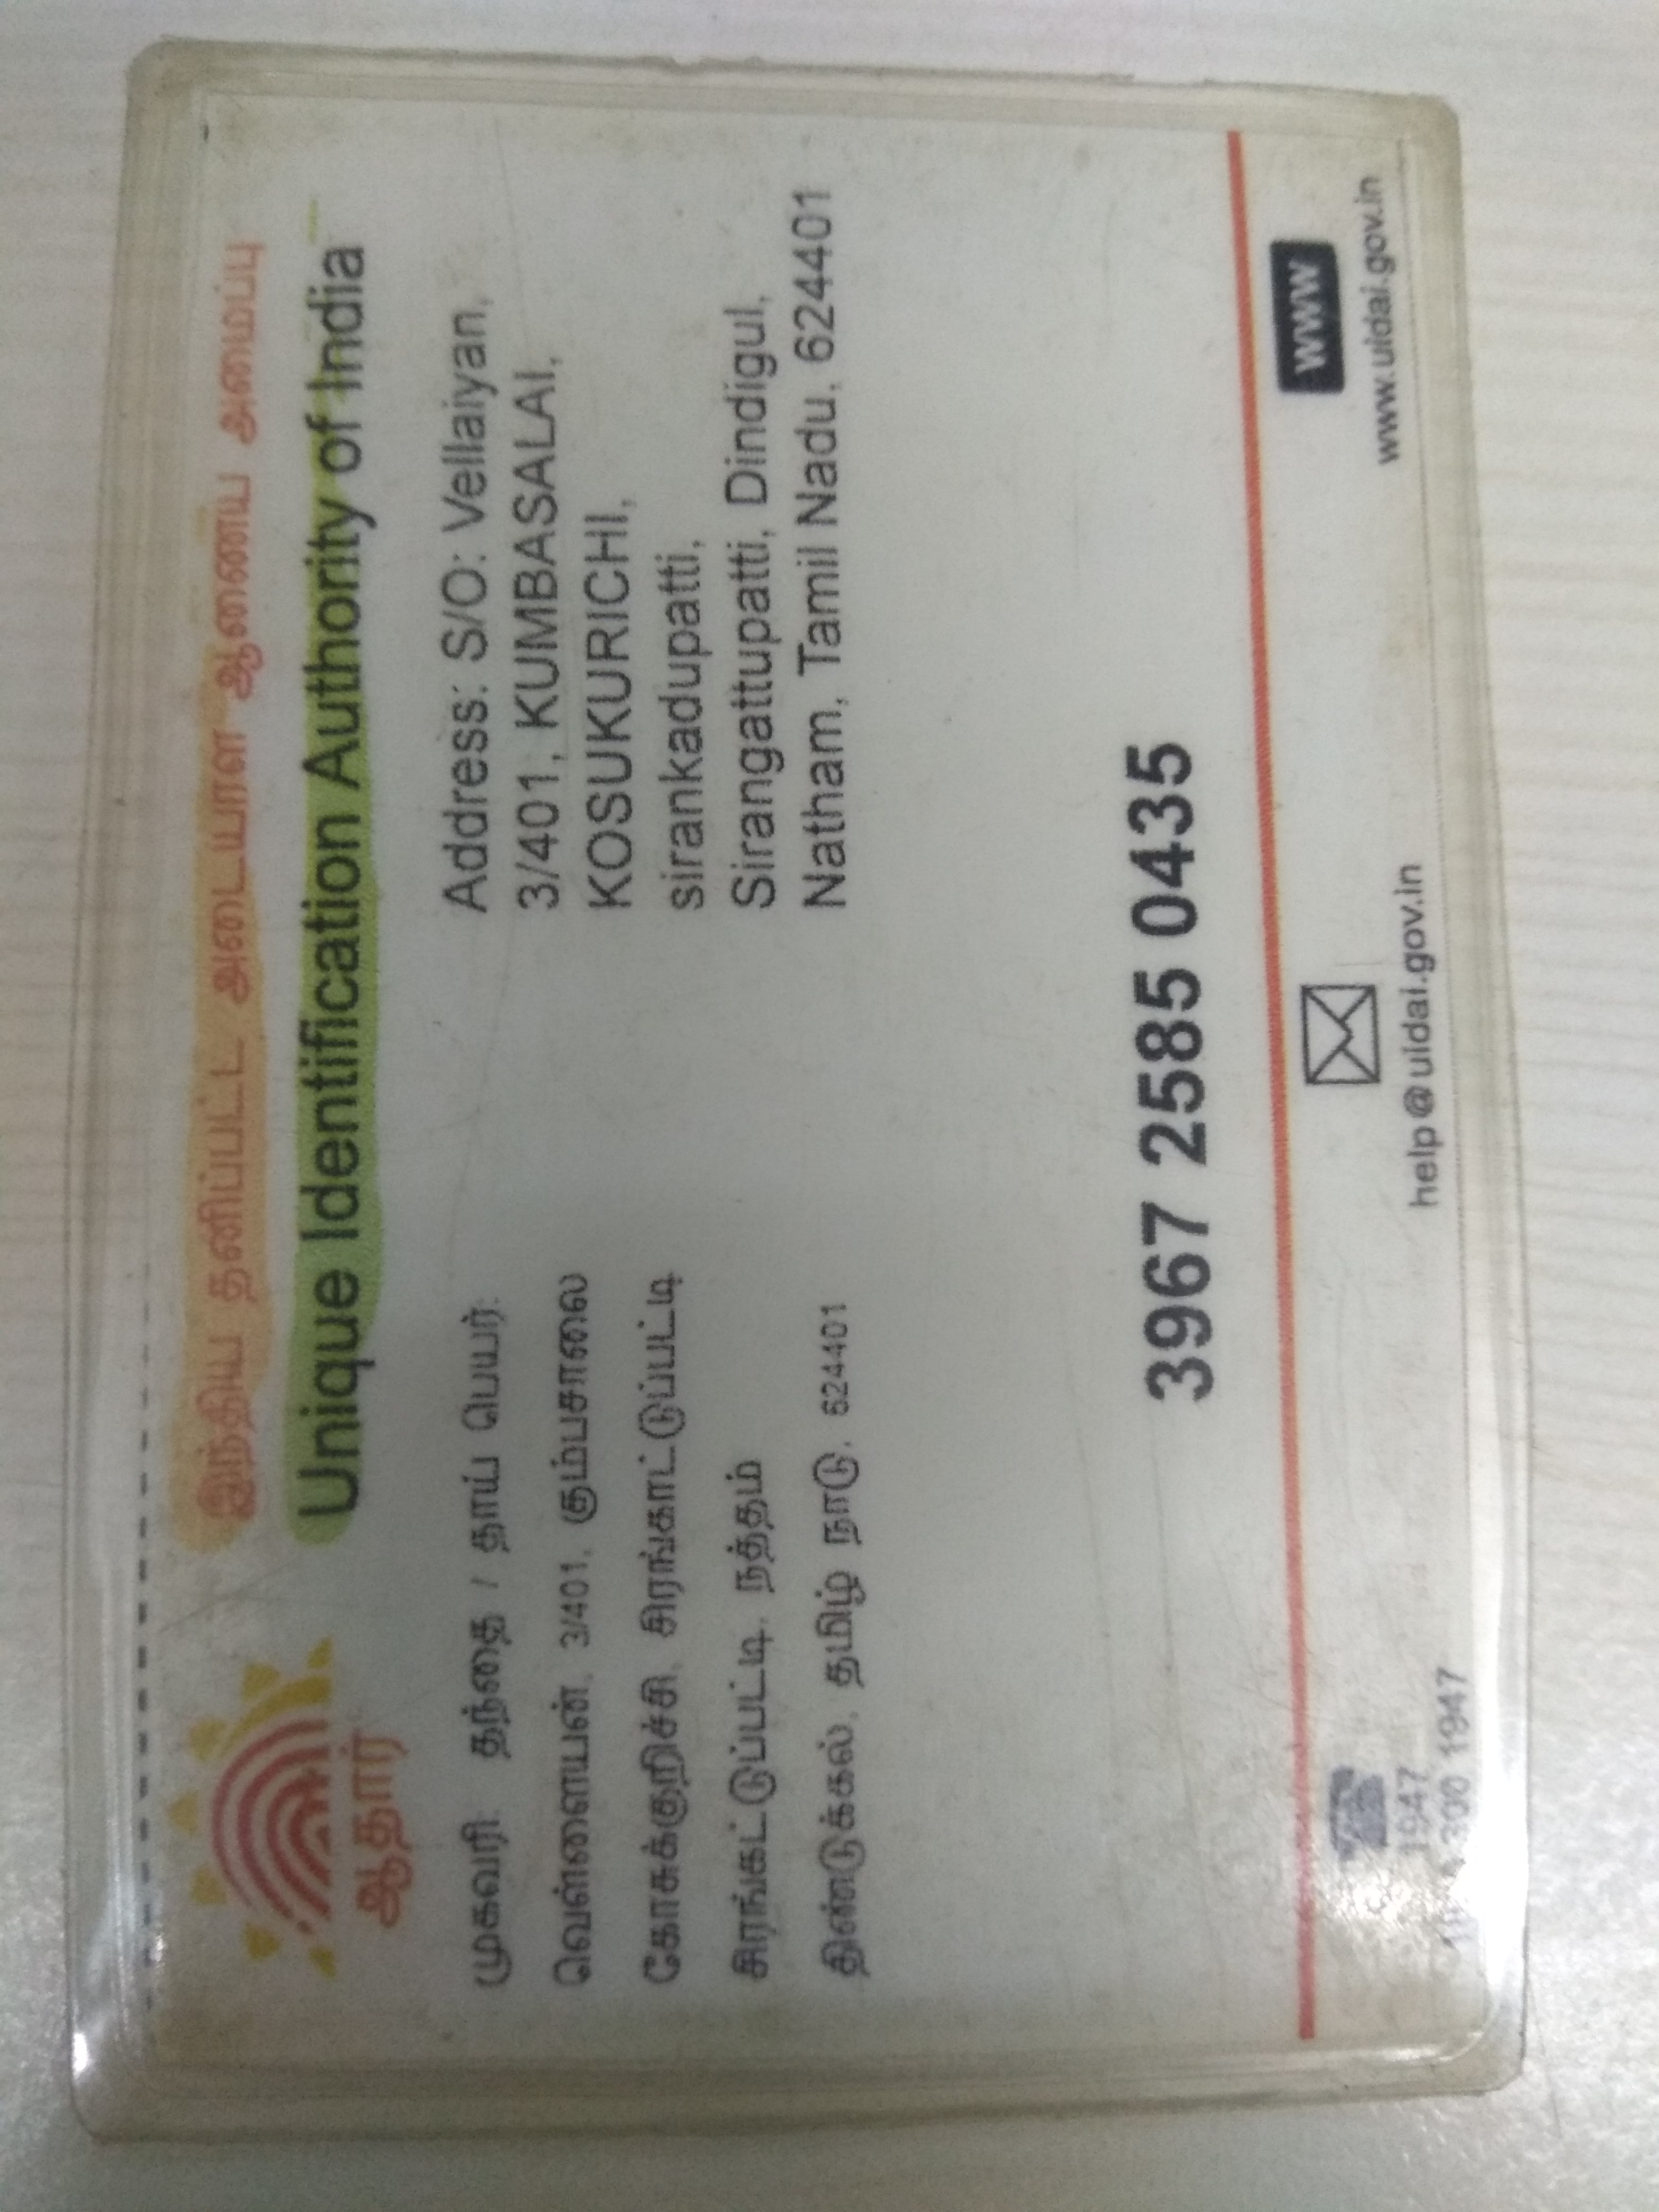 இந்திய தனிப்பட்ட அடையாள ஆணைய அமைப்பு
Unique Identification Authority of India
ஆதார்
முகவரி: தந்தை / தாய் பெயர்:
வெள்ளையன், 3/401, கும்பசாலை
கோசுக்குறிச்சி, சிரங்காட்டுப்பட்டி
சிரங்கட்டுப்பட்டி, நத்தம்
திண்டுக்கல், தமிழ் நாடு, 624401
Address: S/O: Vellaiyan,
3/401, KUMBASALAI,
KOSUKURICHI,
sirankadupatti,
Sirangattupatti, Dindigul,
Natham, Tamil Nadu, 624401
3967 2585 0435
1947
300 1947
help@uidai.gov.in
www
www.uidai.gov.in